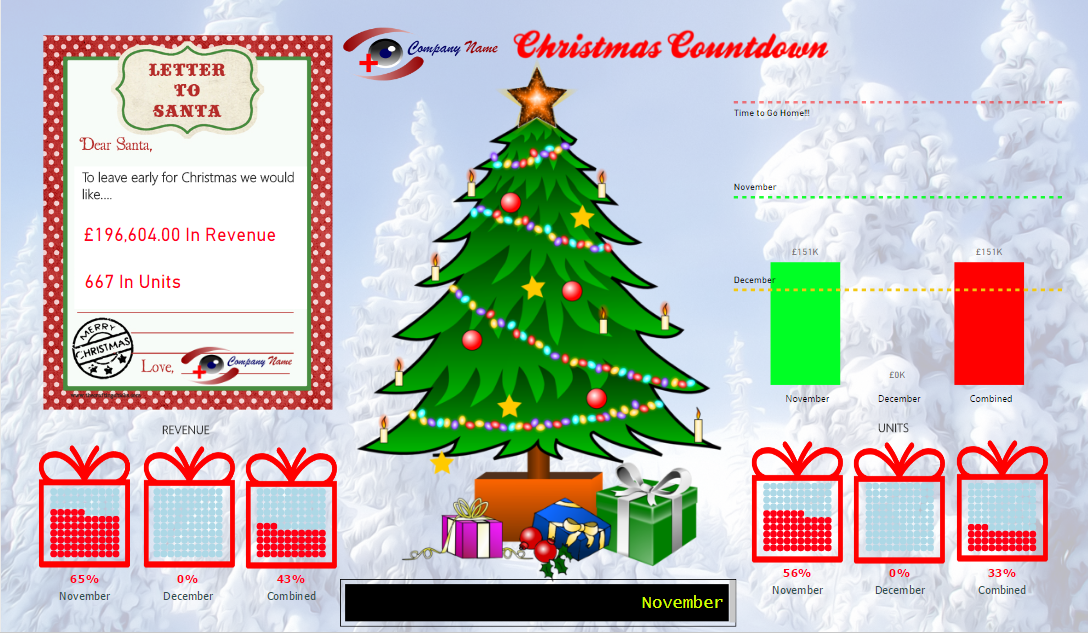 Company Name
Christmas Countdown
LETTER
TO
SANTA
Dear Santa,
To leave early for Christmas we would
like....
£196,604.00 In Revenue
667 In Units
MERRY
CHRISTMAS
Love,
Company Name
Time to Go Home!!!
November
£151K
£151K
December
£0K
November
December
Combined
REVENUE
65%
0%
43%
November
December
Combined
UNITS
56%
0%
33%
November
December
Combined
November